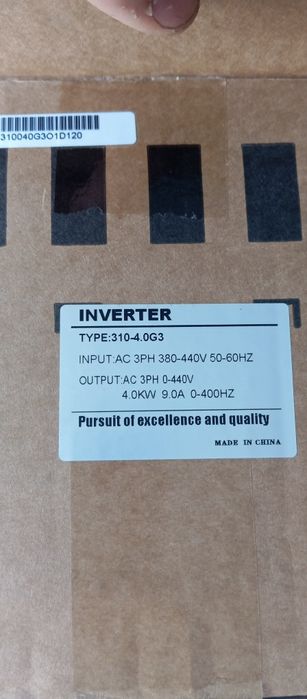 310040G3O1D120
INVERTER
TYPE:310-4.0G3
INPUT:AC 3PH 380-440V 50-60HZ
OUTPUT:AC 3PH 0-440V
4.0KW 9.0A 0-400HZ
Pursuit of excellence and quality
MADE IN CHINA